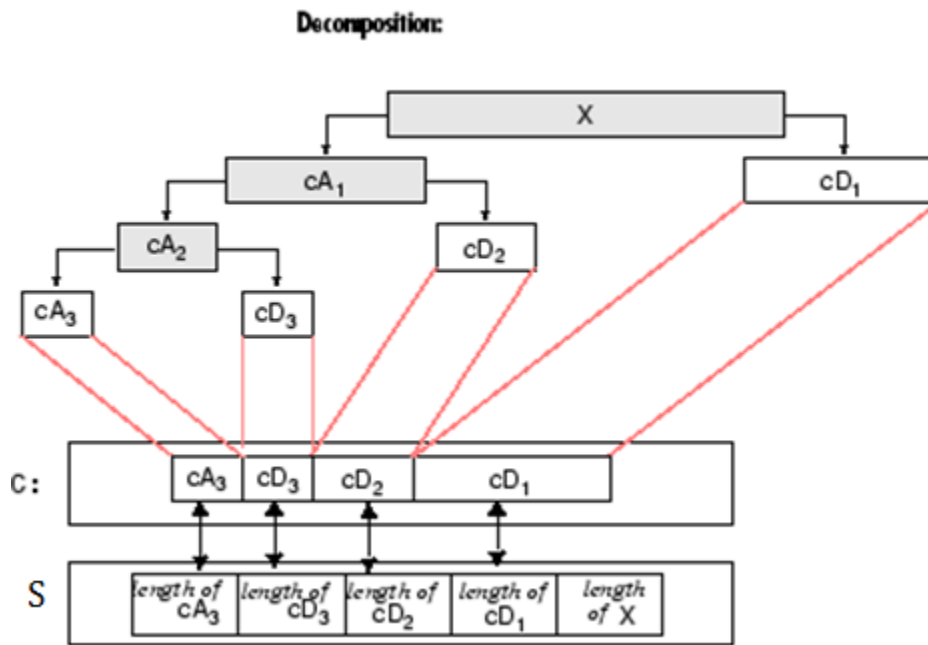 Decomposition:
X
cA₁
cD₁
cA₂
cD₂
cA₃
cD₃
C:
cA₃ cD₃ cD₂ cD₁
S
length of cA₃
length of cD₃
length of cD₂
length of cD₁
length of X